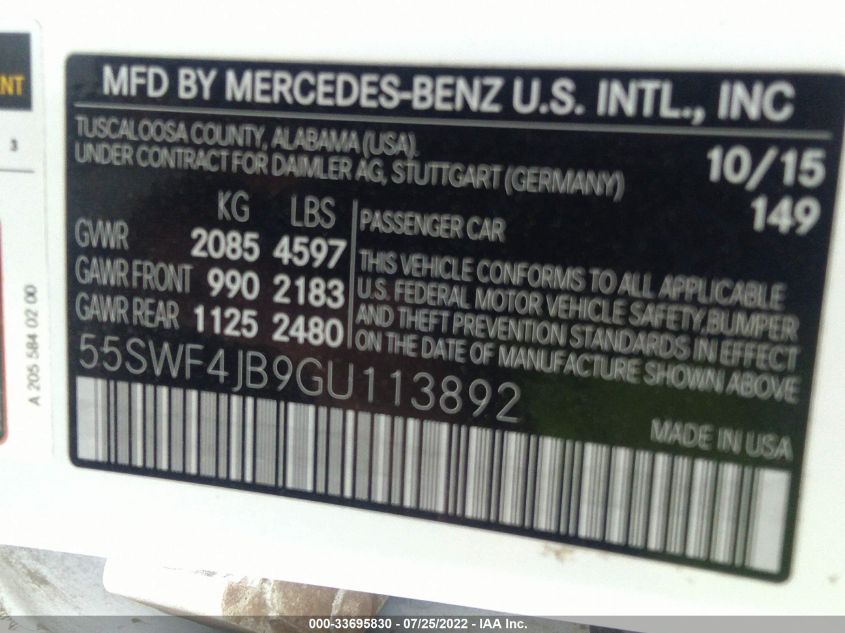 ENT
3
A 205 584 02 00
MFD BY MERCEDES-BENZ U.S. INTL., INC
TUSCALOOSA COUNTY, ALABAMA (USA).
UNDER CONTRACT FOR DAIMLER AG, STUTTGART (GERMANY)
10/15
149
KG LBS
GVWR 2085 4597
GAWR FRONT 990 2183
GAWR REAR 1125 2480
PASSENGER CAR
THIS VEHICLE CONFORMS TO ALL APPLICABLE
U.S. FEDERAL MOTOR VEHICLE SAFETY, BUMPER
AND THEFT PREVENTION STANDARDS IN EFFECT
ON THE DATE OF MANUFACTURE SHOWN ABOVE
55SWF4JB9GU113892
MADE IN USA
000-33695830 - 07/25/2022 - IAA Inc.